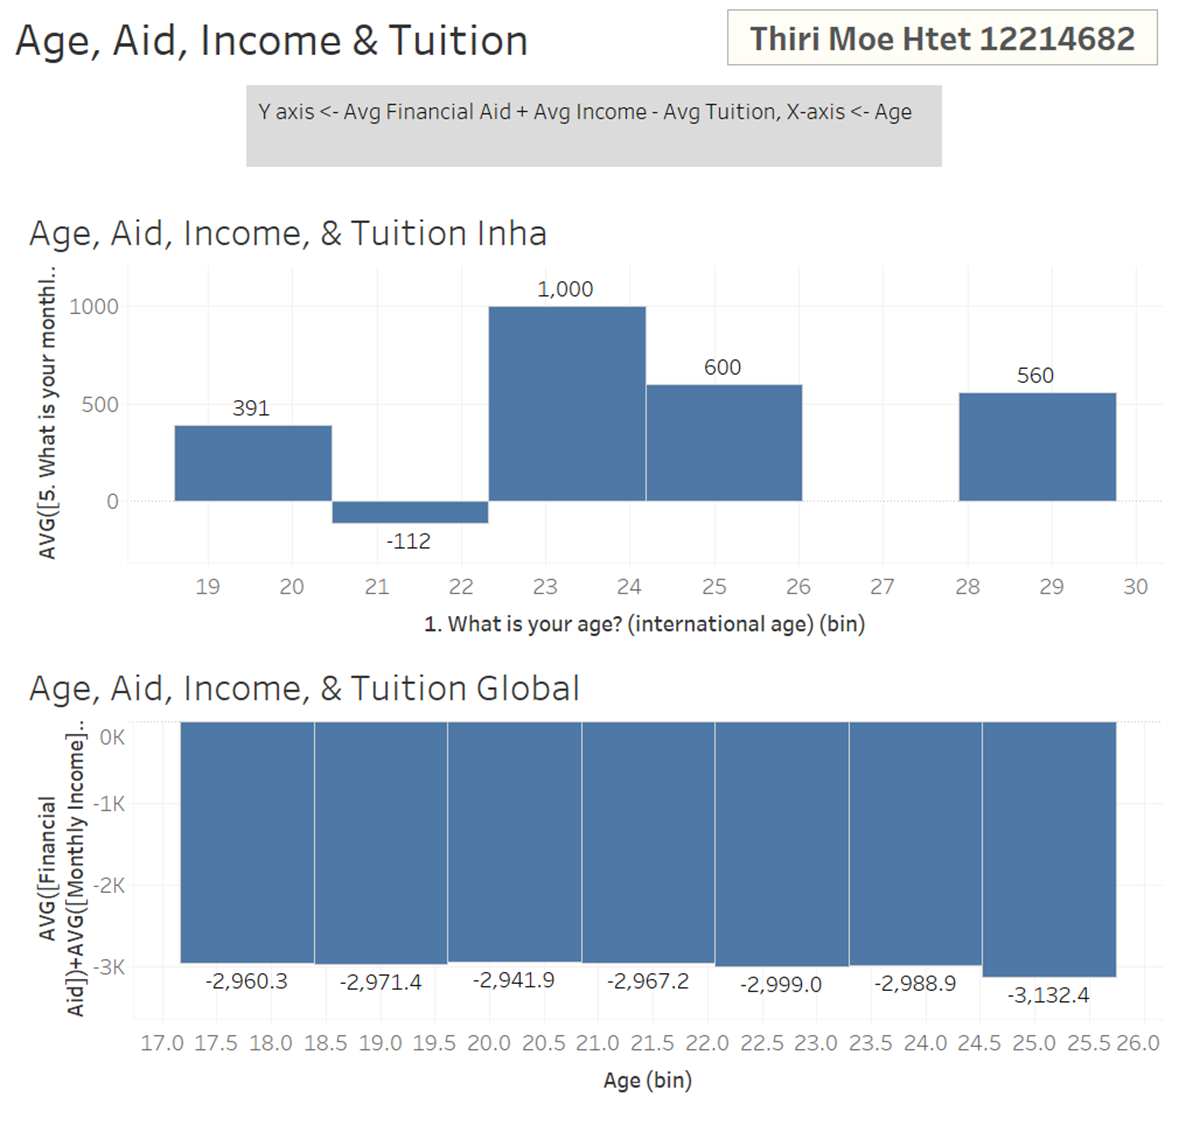 Age, Aid, Income & Tuition
Thiri Moe Htet 12214682
Y axis <- Avg Financial Aid + Avg Income - Avg Tuition, X-axis <- Age
Age, Aid, Income, & Tuition Inha
AVG([5. What is your monthl..
1000
500
0
391
-112
1,000
600
560
19 20 21 22 23 24 25 26 27 28 29 30
1. What is your age? (international age) (bin)
Age, Aid, Income, & Tuition Global
AVG([Financial
Aid])+AVG([Monthly Income]..
0K
-1K
-2K
-3K
-2,960.3
-2,971.4
-2,941.9
-2,967.2
-2,999.0
-2,988.9
-3,132.4
17.0 17.5 18.0 18.5 19.0 19.5 20.0 20.5 21.0 21.5 22.0 22.5 23.0 23.5 24.0 24.5 25.0 25.5 26.0
Age (bin)